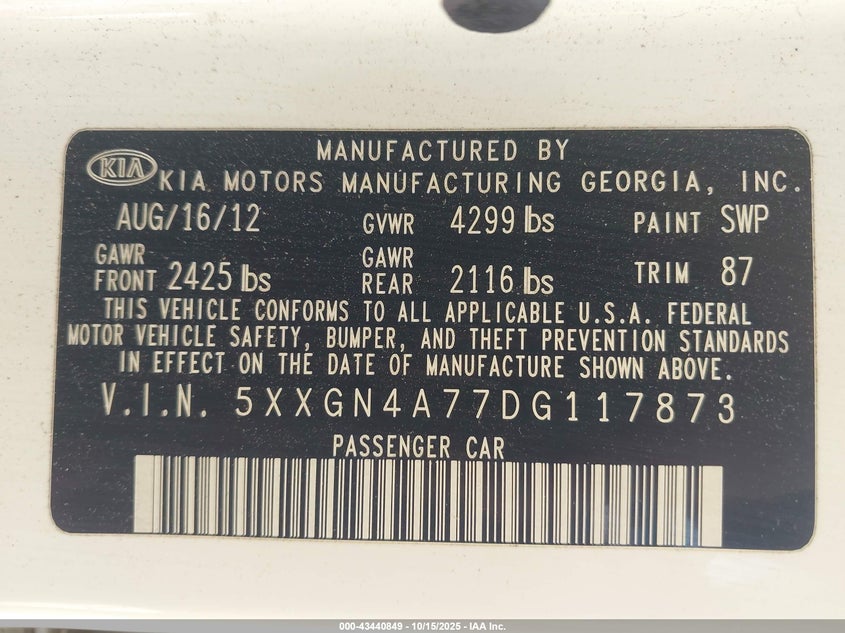 MANUFACTURED BY
KIA KIA MOTORS MANUFACTURING GEORGIA, INC.
AUG/16/12 GVWR 4299 lbs PAINT SWP
GAWR FRONT 2425 lbs GAWR REAR 2116 lbs TRIM 87
THIS VEHICLE CONFORMS TO ALL APPLICABLE U.S.A. FEDERAL
MOTOR VEHICLE SAFETY, BUMPER, AND THEFT PREVENTION STANDARDS
IN EFFECT ON THE DATE OF MANUFACTURE SHOWN ABOVE.
V.I.N. 5XXGN4A77DG117873
PASSENGER CAR
000-43440849 - 10/15/2025 - IAA Inc.